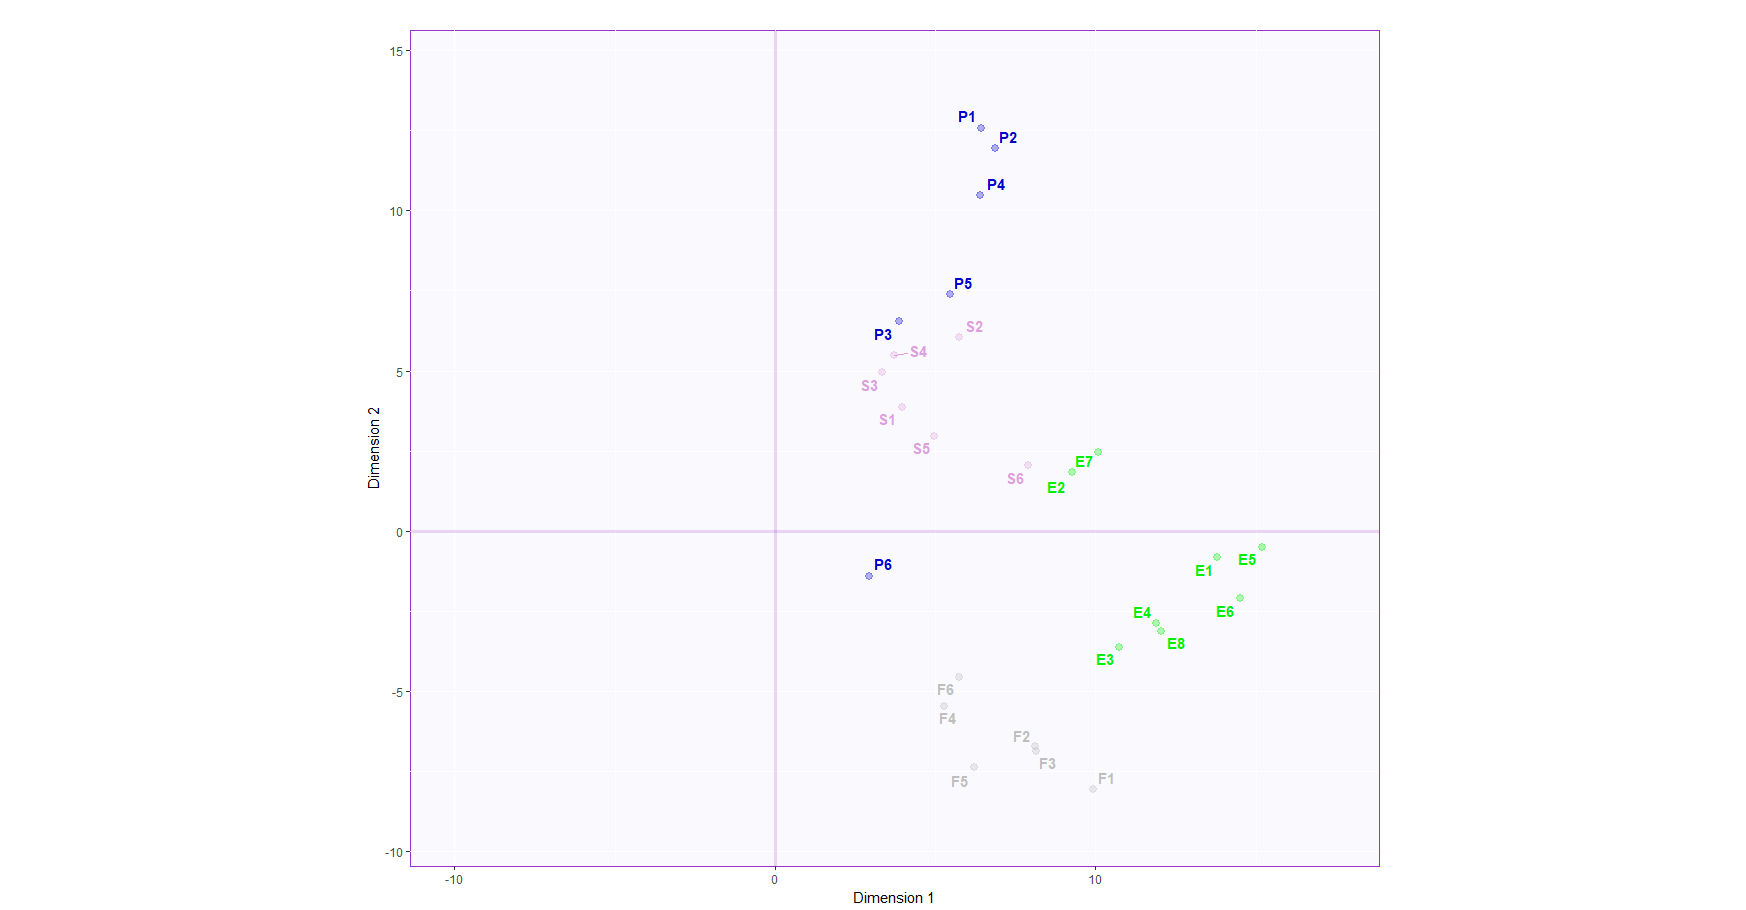 15
P1
P2
P4
10
P5
S2
P3
S4
5
S3
S1
S5
E7
S6
E2
0
E5
P6
E1
E4
E6
E8
E3
F6
-5
F4
F2
F3
F1
F5
-10
-10 0 10
Dimension 1
Dimension 2